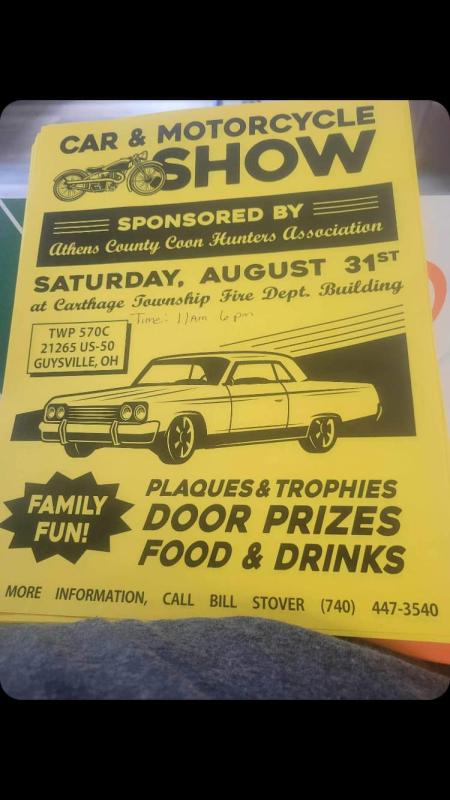 CAR & MOTORCYCLE
SHOW
SPONSORED BY
Athens County Coon Hunters Association
SATURDAY, AUGUST 31ST
at Carthage Township Fire Dept. Building
Time: 11am 6 pm
TWP 570C
21265 US-50
GUYSVILLE, OH
FAMILY
FUN!
PLAQUES & TROPHIES
DOOR PRIZES
FOOD & DRINKS
MORE INFORMATION, CALL BILL STOVER (740) 447-3540